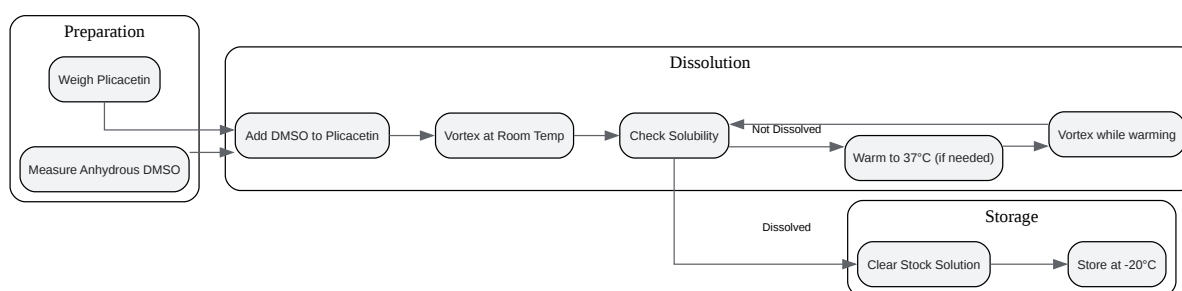 Preparation
Weigh Plicacetin
Measure Anhydrous DMSO
Dissolution
Add DMSO to Plicacetin
Vortex at Room Temp
Check Solubility
Not Dissolved
Warm to 37°C (if needed)
Vortex while warming
Dissolved
Storage
Clear Stock Solution
Store at -20°C